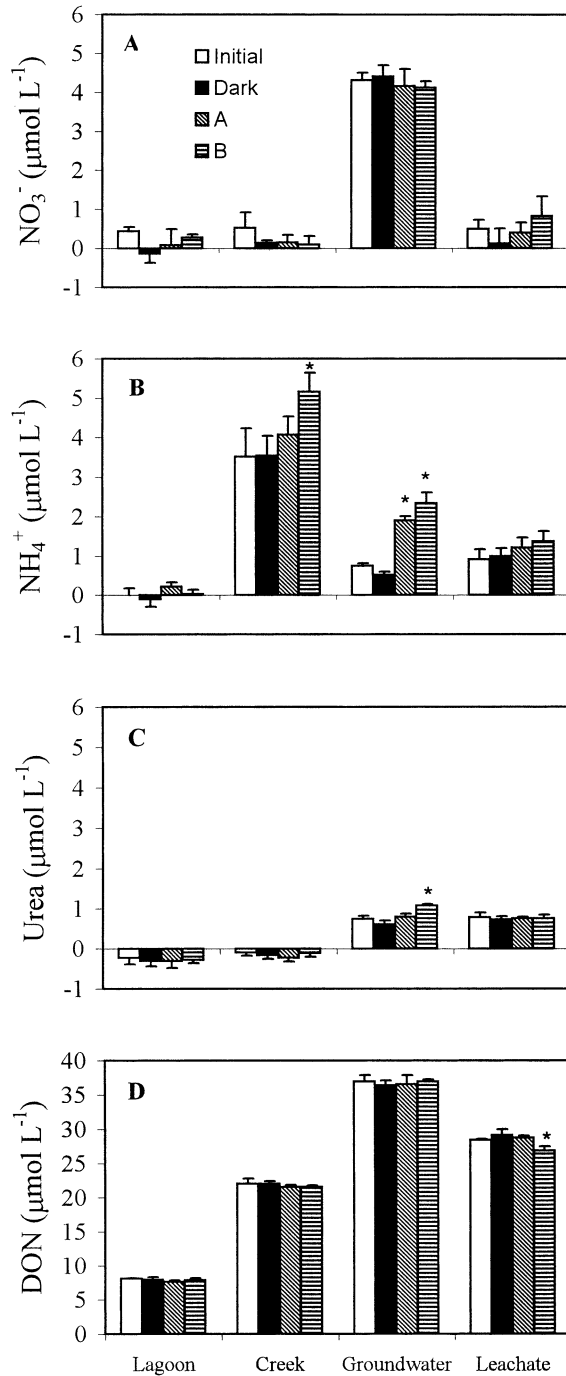 A
Initial
Dark
A
B
NO₃⁻ (µmol L⁻¹)
6
5
4
3
2
1
0
-1
B
*
*
*
NH₄⁺ (µmol L⁻¹)
6
5
4
3
2
1
0
-1
C
*
Urea (µmol L⁻¹)
6
5
4
3
2
1
0
-1
D
*
DON (µmol L⁻¹)
40
35
30
25
20
15
10
5
0
Lagoon Creek Groundwater Leachate